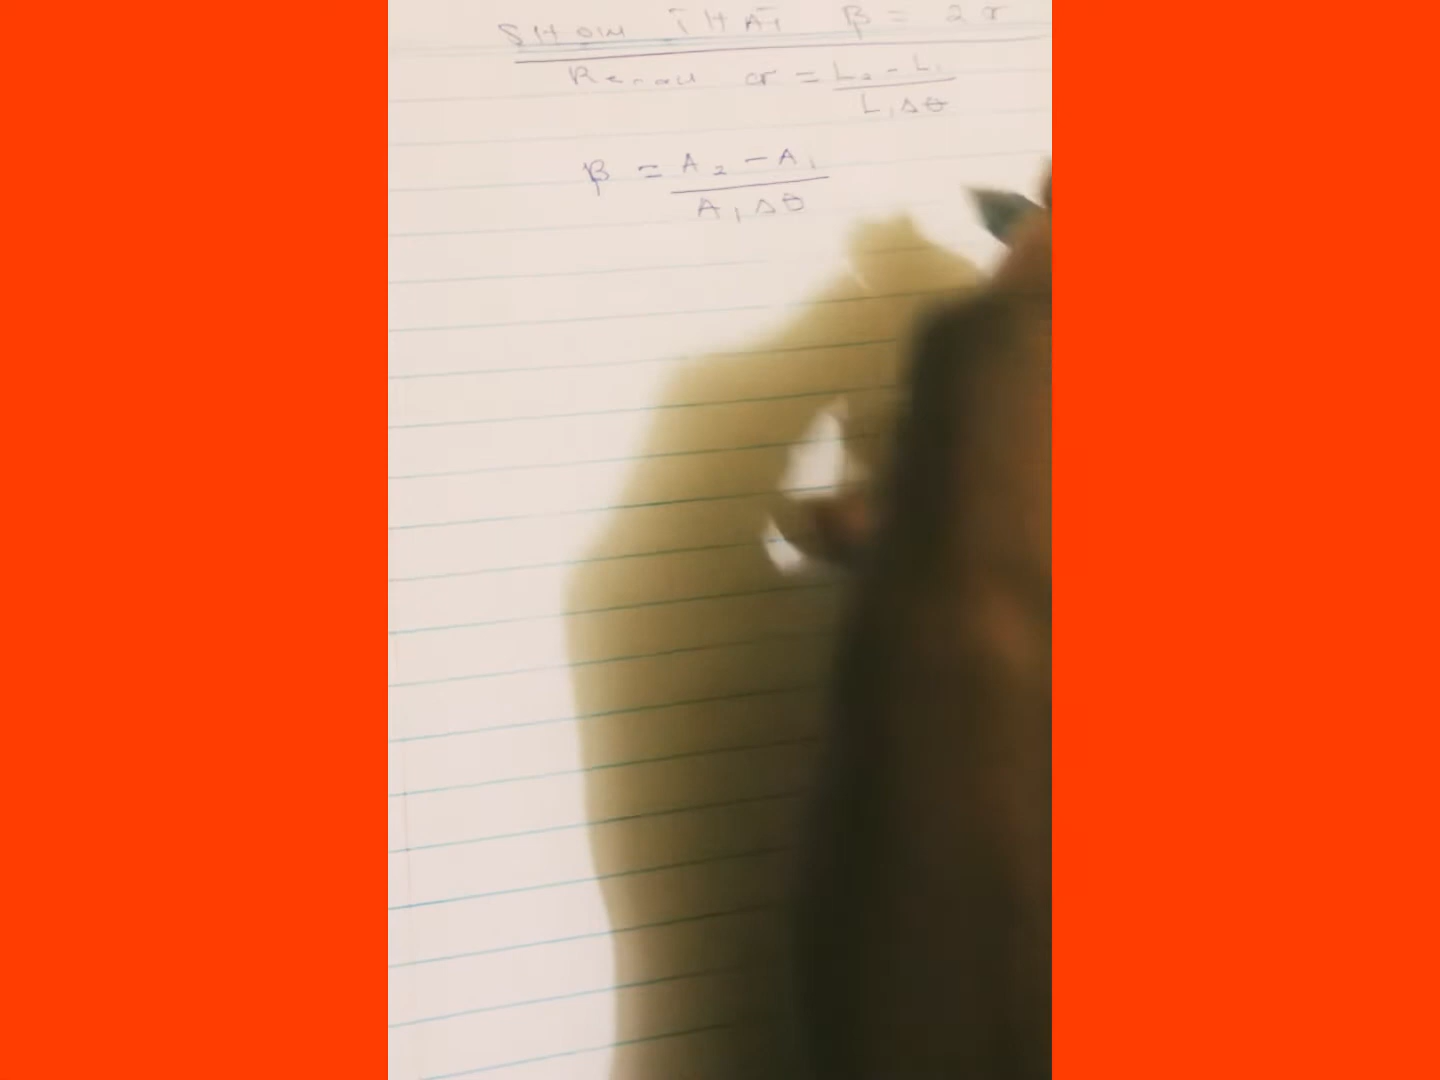 SHOW THAT β = 2α
Recall α = L₂ - L₁ / L₁Δθ
β = A₂ - A₁ / A₁Δθ